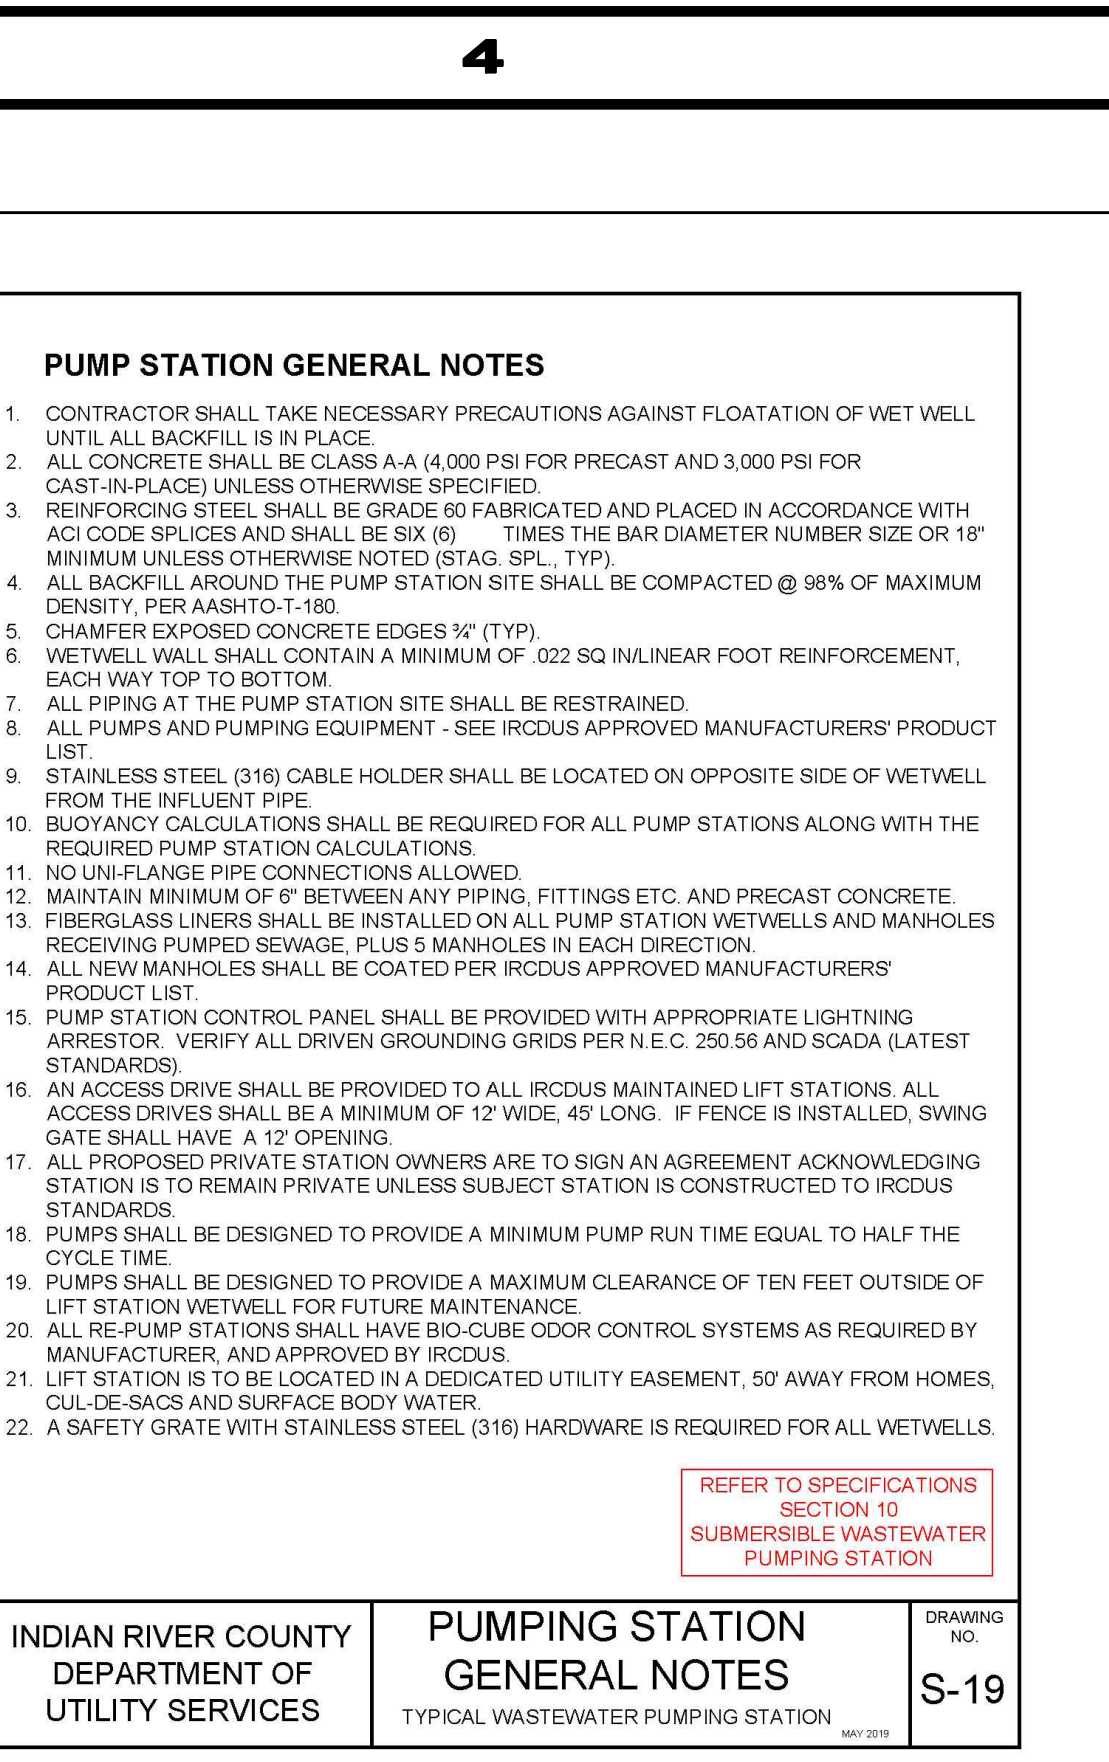 4
PUMP STATION GENERAL NOTES
1. CONTRACTOR SHALL TAKE NECESSARY PRECAUTIONS AGAINST FLOATATION OF WET WELL
UNTIL ALL BACKFILL IS IN PLACE.
2. ALL CONCRETE SHALL BE CLASS A-A (4,000 PSI FOR PRECAST AND 3,000 PSI FOR
CAST-IN-PLACE) UNLESS OTHERWISE SPECIFIED.
3. REINFORCING STEEL SHALL BE GRADE 60 FABRICATED AND PLACED IN ACCORDANCE WITH
ACI CODE SPLICES AND SHALL BE SIX (6) TIMES THE BAR DIAMETER NUMBER SIZE OR 18"
MINIMUM UNLESS OTHERWISE NOTED (STAG. SPL., TYP).
4. ALL BACKFILL AROUND THE PUMP STATION SITE SHALL BE COMPACTED @ 98% OF MAXIMUM
DENSITY, PER AASHTO-T-180.
5. CHAMFER EXPOSED CONCRETE EDGES ¾" (TYP).
6. WETWELL WALL SHALL CONTAIN A MINIMUM OF .022 SQ IN/LINEAR FOOT REINFORCEMENT,
EACH WAY TOP TO BOTTOM.
7. ALL PIPING AT THE PUMP STATION SITE SHALL BE RESTRAINED.
8. ALL PUMPS AND PUMPING EQUIPMENT - SEE IRCDUS APPROVED MANUFACTURERS' PRODUCT
LIST.
9. STAINLESS STEEL (316) CABLE HOLDER SHALL BE LOCATED ON OPPOSITE SIDE OF WETWELL
FROM THE INFLUENT PIPE.
10. BUOYANCY CALCULATIONS SHALL BE REQUIRED FOR ALL PUMP STATIONS ALONG WITH THE
REQUIRED PUMP STATION CALCULATIONS.
11. NO UNI-FLANGE PIPE CONNECTIONS ALLOWED.
12. MAINTAIN MINIMUM OF 6" BETWEEN ANY PIPING, FITTINGS ETC. AND PRECAST CONCRETE.
13. FIBERGLASS LINERS SHALL BE INSTALLED ON ALL PUMP STATION WETWELLS AND MANHOLES
RECEIVING PUMPED SEWAGE, PLUS 5 MANHOLES IN EACH DIRECTION.
14. ALL NEW MANHOLES SHALL BE COATED PER IRCDUS APPROVED MANUFACTURERS'
PRODUCT LIST.
15. PUMP STATION CONTROL PANEL SHALL BE PROVIDED WITH APPROPRIATE LIGHTNING
ARRESTOR. VERIFY ALL DRIVEN GROUNDING GRIDS PER N.E.C. 250.56 AND SCADA (LATEST
STANDARDS).
16. AN ACCESS DRIVE SHALL BE PROVIDED TO ALL IRCDUS MAINTAINED LIFT STATIONS. ALL
ACCESS DRIVES SHALL BE A MINIMUM OF 12' WIDE, 45' LONG. IF FENCE IS INSTALLED, SWING
GATE SHALL HAVE A 12' OPENING.
17. ALL PROPOSED PRIVATE STATION OWNERS ARE TO SIGN AN AGREEMENT ACKNOWLEDGING
STATION IS TO REMAIN PRIVATE UNLESS SUBJECT STATION IS CONSTRUCTED TO IRCDUS
STANDARDS.
18. PUMPS SHALL BE DESIGNED TO PROVIDE A MINIMUM PUMP RUN TIME EQUAL TO HALF THE
CYCLE TIME.
19. PUMPS SHALL BE DESIGNED TO PROVIDE A MAXIMUM CLEARANCE OF TEN FEET OUTSIDE OF
LIFT STATION WETWELL FOR FUTURE MAINTENANCE.
20. ALL RE-PUMP STATIONS SHALL HAVE BIO-CUBE ODOR CONTROL SYSTEMS AS REQUIRED BY
MANUFACTURER, AND APPROVED BY IRCDUS.
21. LIFT STATION IS TO BE LOCATED IN A DEDICATED UTILITY EASEMENT, 50' AWAY FROM HOMES,
CUL-DE-SACS AND SURFACE BODY WATER.
22. A SAFETY GRATE WITH STAINLESS STEEL (316) HARDWARE IS REQUIRED FOR ALL WETWELLS.
REFER TO SPECIFICATIONS
SECTION 10
SUBMERSIBLE WASTEWATER
PUMPING STATION
INDIAN RIVER COUNTY
DEPARTMENT OF
UTILITY SERVICES
PUMPING STATION
GENERAL NOTES
TYPICAL WASTEWATER PUMPING STATION
MAY 2019
DRAWING
NO.
S-19